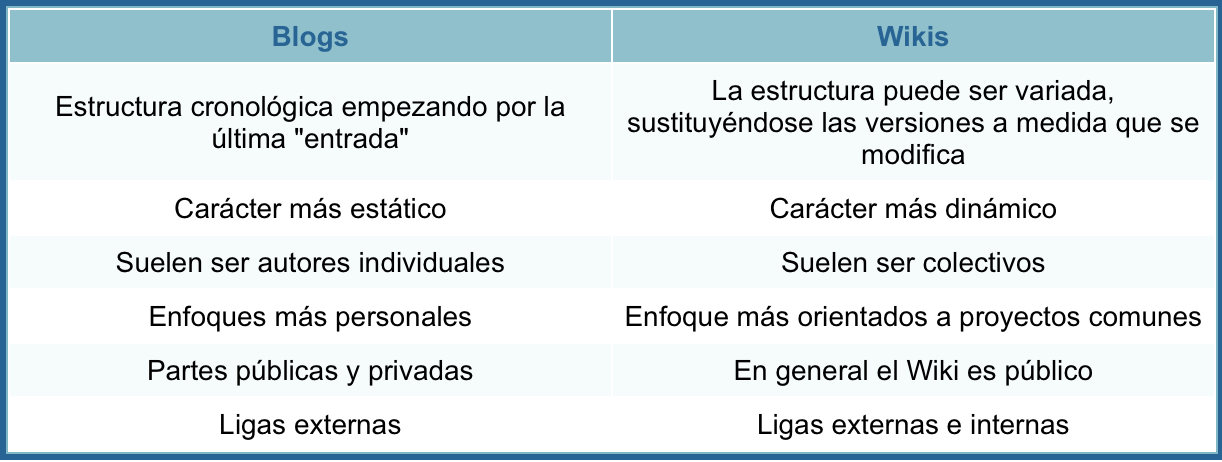 Blogs
Wikis
Estructura cronológica empezando por la
última "entrada"
La estructura puede ser variada,
sustituyéndose las versiones a medida que se
modifica
Carácter más estático
Carácter más dinámico
Suelen ser autores individuales
Suelen ser colectivos
Enfoques más personales
Enfoque más orientados a proyectos comunes
Partes públicas y privadas
En general el Wiki es público
Ligas externas
Ligas externas e internas